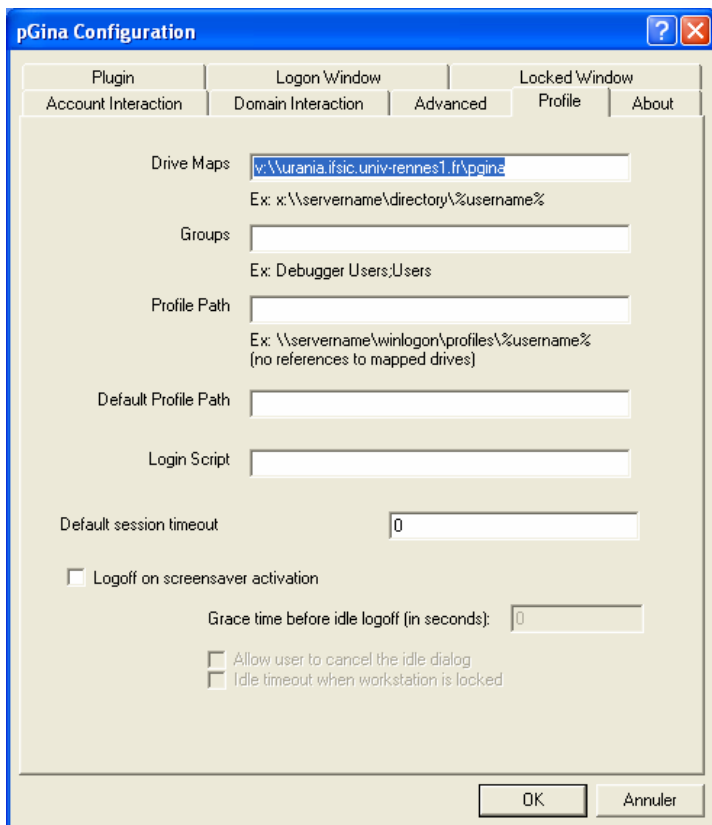 pGina Configuration
Plugin Logon Window Locked Window
Account Interaction Domain Interaction Advanced Profile About
Drive Maps v:\\urania.ifsic.univ-rennes1.fr\pgina
Ex: x:\\servername\directory\%username%
Groups
Ex: Debugger Users;Users
Profile Path
Ex: \\servername\winlogon\profiles\%username%
(no references to mapped drives)
Default Profile Path
Login Script
Default session timeout 0
Logoff on screensaver activation
Grace time before idle logoff (in seconds): 0
Allow user to cancel the idle dialog
Idle timeout when workstation is locked
OK Annuler